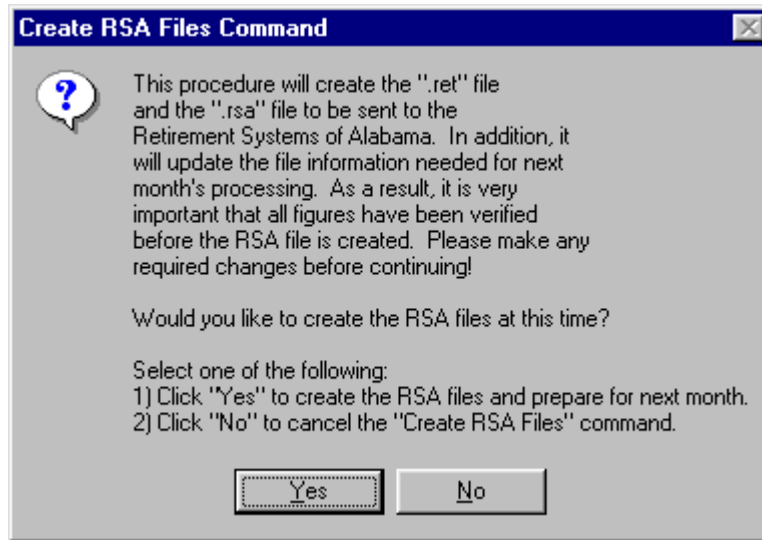 Create RSA Files Command
?
This procedure will create the ".ret" file
and the ".rsa" file to be sent to the
Retirement Systems of Alabama.  In addition, it
will update the file information needed for next
month's processing.  As a result, it is very
important that all figures have been verified
before the RSA file is created.  Please make any
required changes before continuing!
Would you like to create the RSA files at this time?
Select one of the following:
1) Click "Yes" to create the RSA files and prepare for next month.
2) Click "No" to cancel the "Create RSA Files" command.
Yes
No